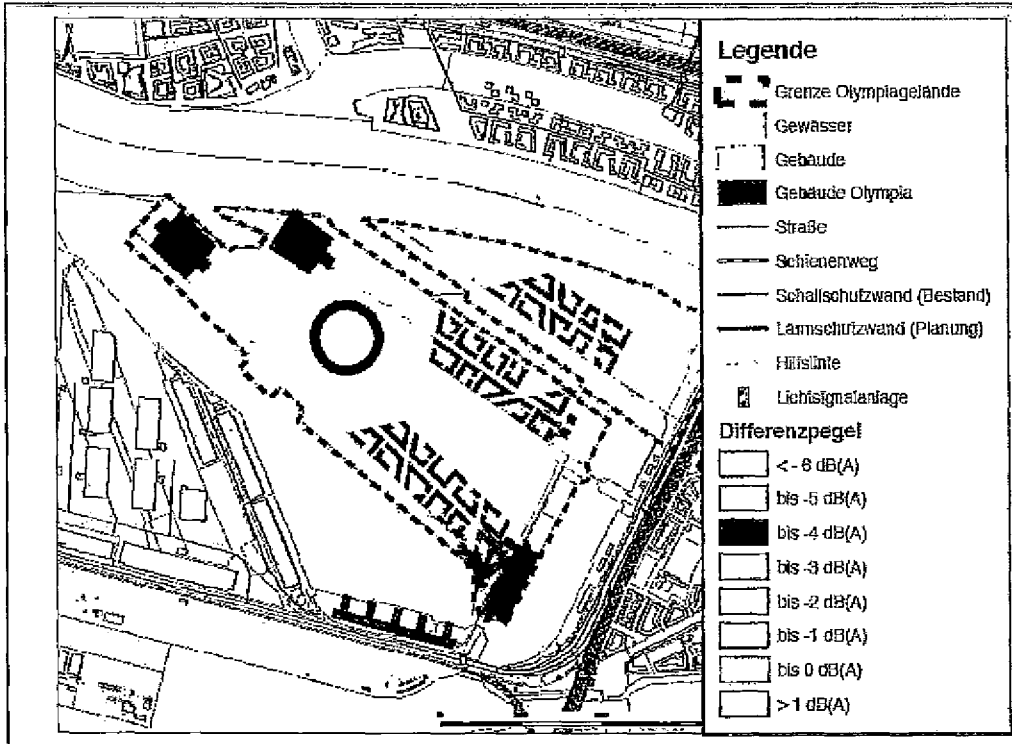 Legende
Grenze Olympiagelände
Gewässer
Gebäude
Gebäude Olympia
Straße
Schienenweg
Schallschutzwand (Bestand)
Lärmschutzwand (Planung)
Hilfslinie
Lichtsignalanlage
Differenzpegel
< - 6 dB(A)
bis -5 dB(A)
bis -4 dB(A)
bis -3 dB(A)
bis -2 dB(A)
bis -1 dB(A)
bis 0 dB(A)
> 1 dB(A)